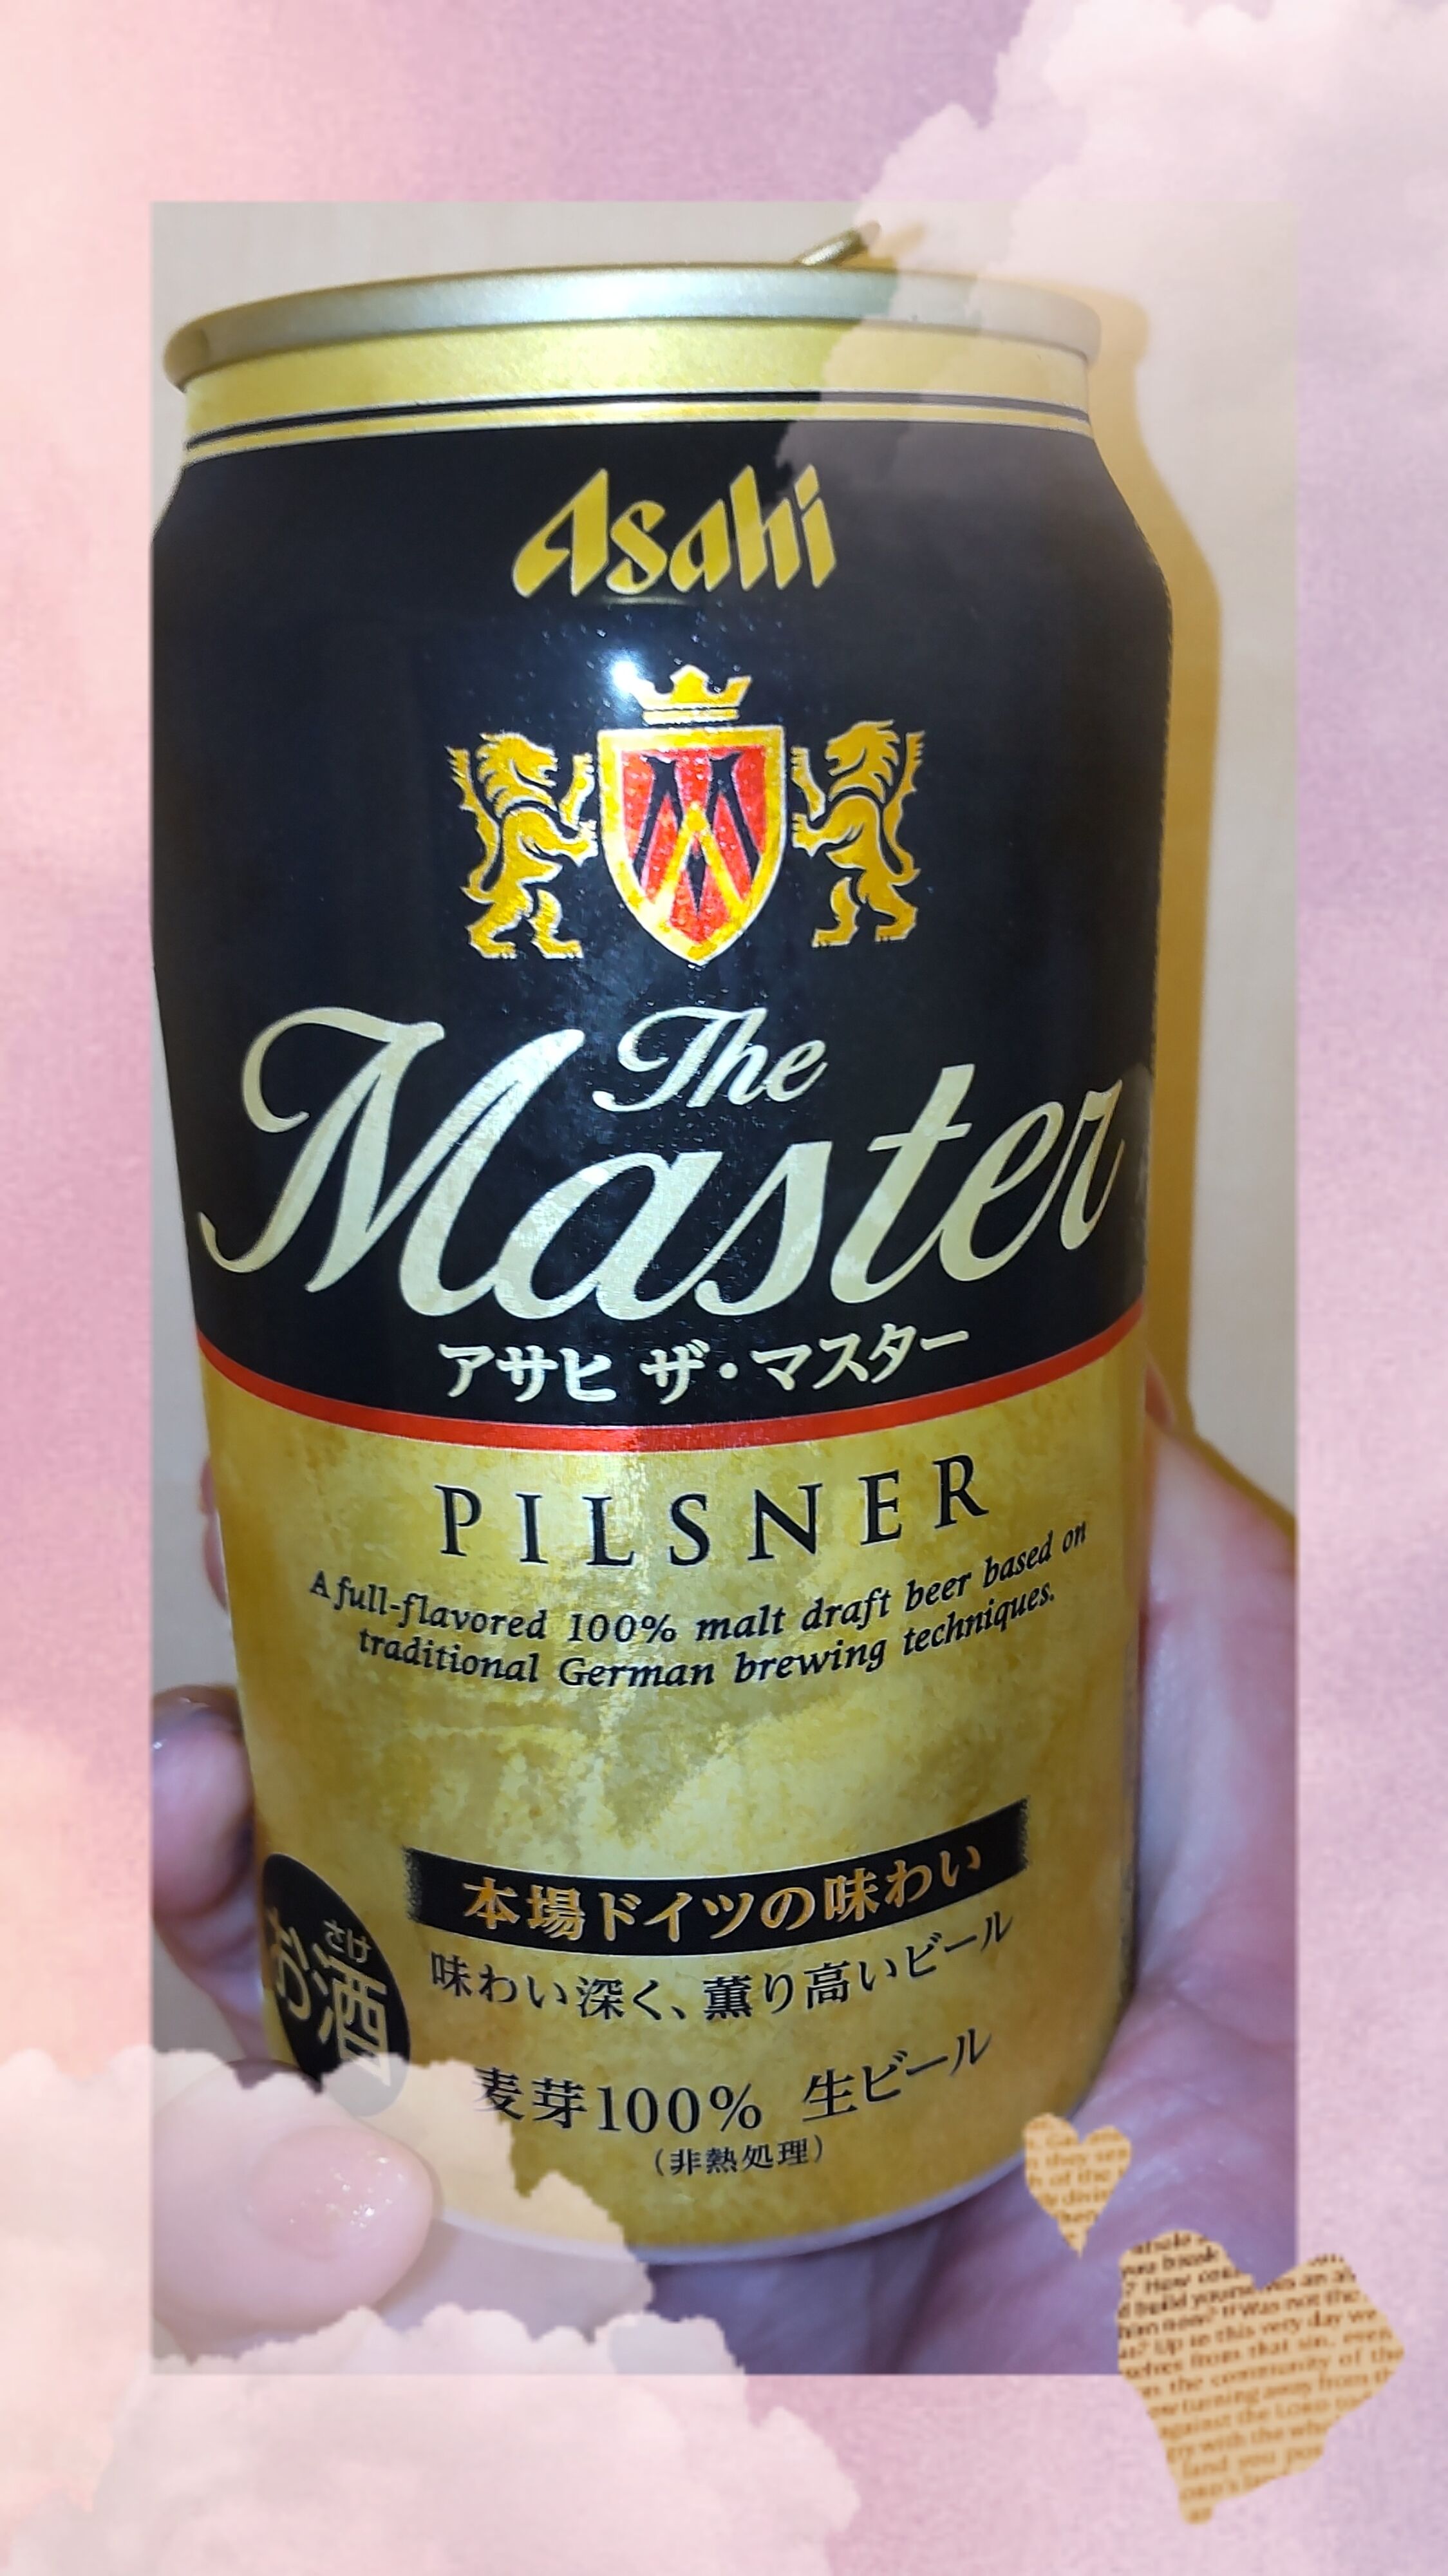 Asahi
The
Master
アサヒ ザ・マスター
PILSNER
A full-flavored 100% malt draft beer based on
traditional German brewing techniques.
本場ドイツの味わい
味わい深く、薫り高いビール
さけ
お酒
麦芽100% 生ビール
(非熱処理)